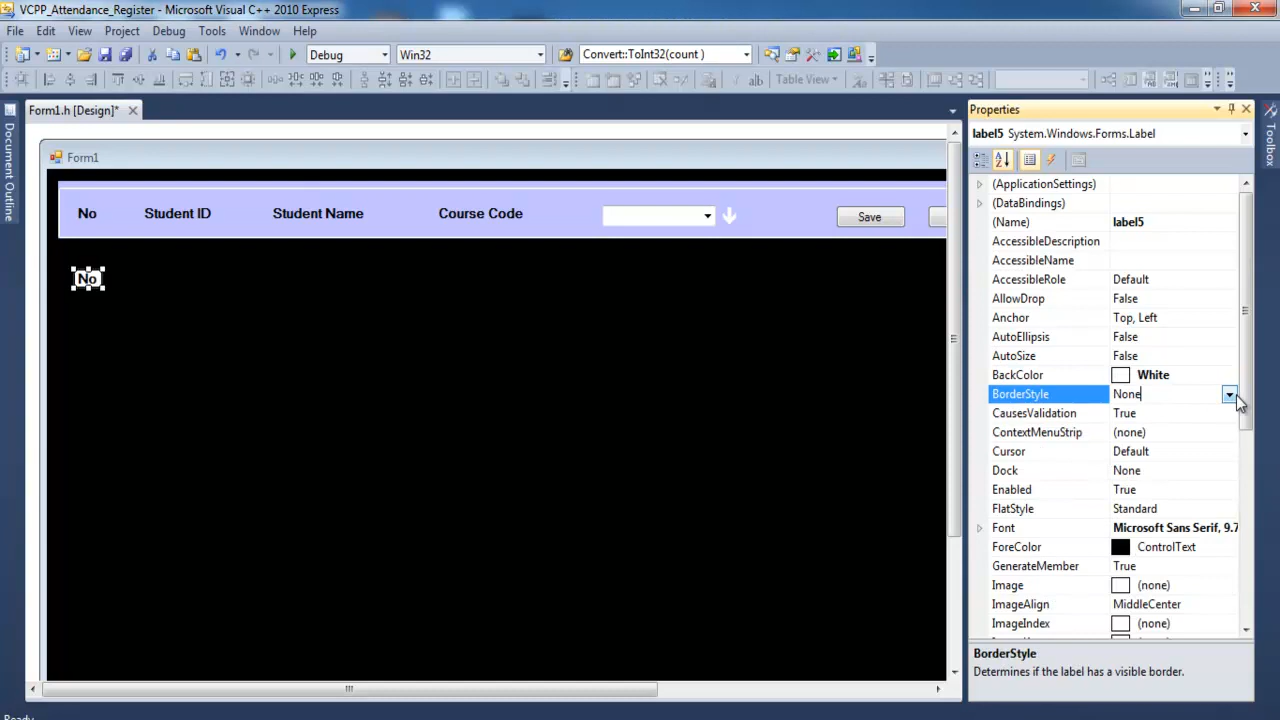 VCPP_Attendance_Register - Microsoft Visual C++ 2010 Express
File Edit View Project Debug Tools Window Help
Debug Win32 Convert::ToInt32(count )
Table View
Form1.h [Design]*
Document Outline
Form1
No Student ID Student Name Course Code Save
No
Properties
Toolbox
label5 System.Windows.Forms.Label
(ApplicationSettings)
(DataBindings)
(Name) label5
AccessibleDescription
AccessibleName
AccessibleRole Default
AllowDrop False
Anchor Top, Left
AutoEllipsis False
AutoSize False
BackColor White
BorderStyle None
CausesValidation True
ContextMenuStrip (none)
Cursor Default
Dock None
Enabled True
FlatStyle Standard
Font Microsoft Sans Serif, 9.7
ForeColor ControlText
GenerateMember True
Image (none)
ImageAlign MiddleCenter
ImageIndex (none)
BorderStyle
Determines if the label has a visible border.
Ready